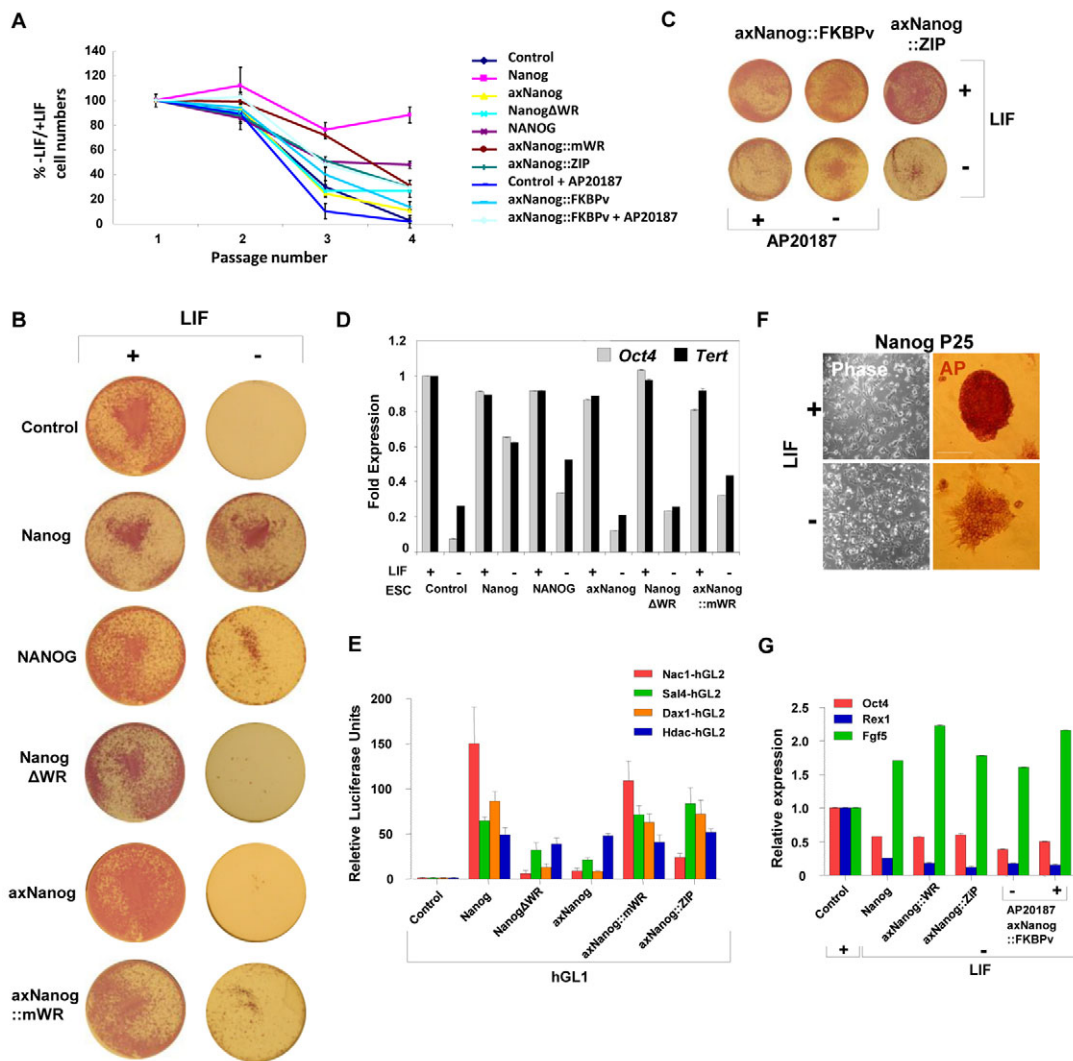 A
140
120
100
80
60
40
20
0
% -LIF/+LIF
cell numbers
1 2 3 4
Passage number
Control
Nanog
axNanog
NanogΔWR
NANOG
axNanog::mWR
axNanog::ZIP
Control + AP20187
axNanog::FKBPv
axNanog::FKBPv + AP20187
C
axNanog::FKBPv
axNanog
::ZIP
+
-
LIF
+ -
AP20187
B
LIF
+ -
Control
Nanog
NANOG
Nanog
ΔWR
axNanog
axNanog
::mWR
D
Oct4 Tert
1.2
1
0.8
0.6
0.4
0.2
0
Fold Expression
LIF + - + - + - + - + - + -
ESC Control Nanog NANOG axNanog Nanog axNanog
ΔWR ::mWR
F
Nanog P25
Phase AP
+
LIF
-
E
Nac1-hGL2
Sal4-hGL2
Dax1-hGL2
Hdac-hGL2
200
150
100
50
0
Reletive Luciferase Units
Control
Nanog
NanogΔWR
axNanog
axNanog::mWR
axNanog::ZIP
hGL1
G
Oct4
Rex1
Fgf5
2.5
2.0
1.5
1.0
0.5
0
Relative expression
Control
Nanog
axNanog::WR
axNanog::ZIP
- +
AP20187
axNanog
::FKBPv
+ -
LIF